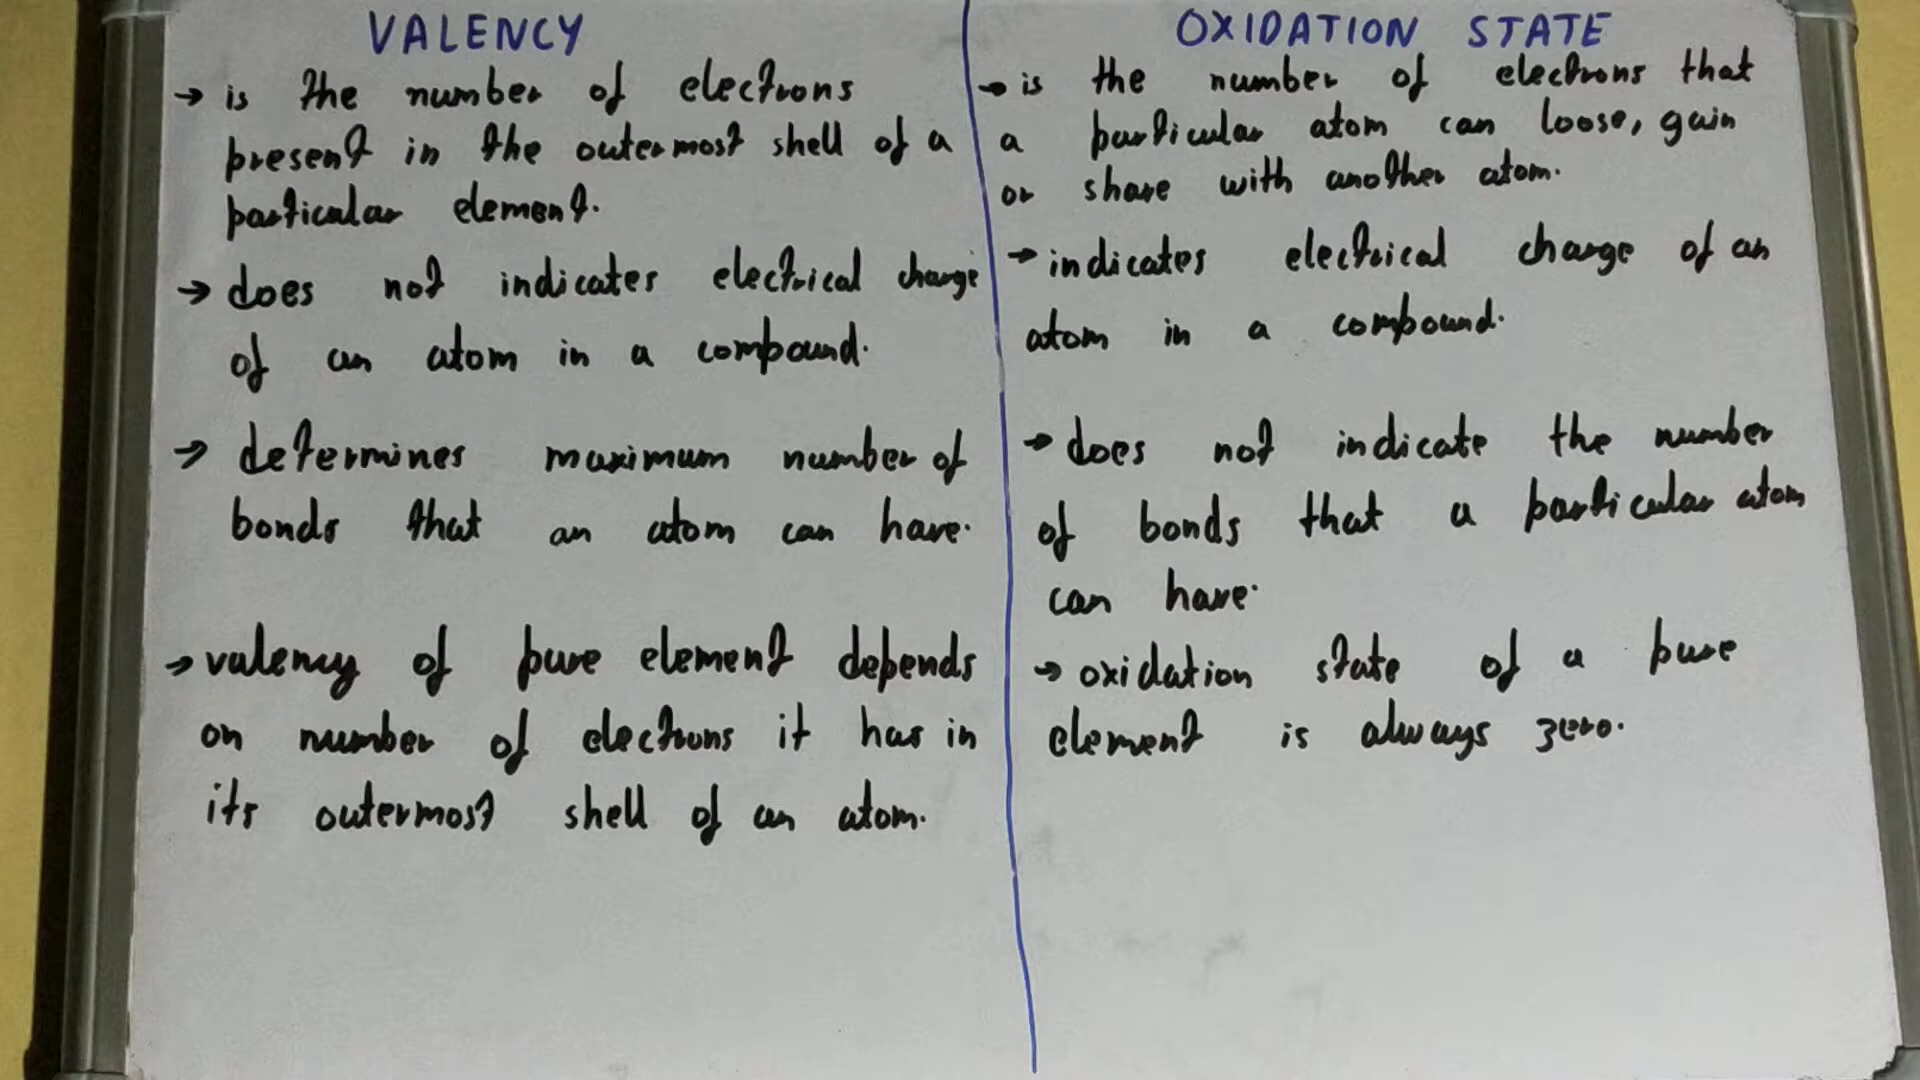 VALENCY
→ is the number of electrons
present in the outermost shell of a
particular element.
→ does not indicates electrical charge
of an atom in a compound.
→ determines maximum number of
bonds that an atom can have.
→ valency of pure element depends
on number of electrons it has in
its outermost shell of an atom.
OXIDATION STATE
→ is the number of electrons that
a particular atom can loose, gain
or share with another atom.
→ indicates electrical charge of an
atom in a compound.
→ does not indicate the number
of bonds that a particular atom
can have.
→ oxidation state of a pure
element is always zero.